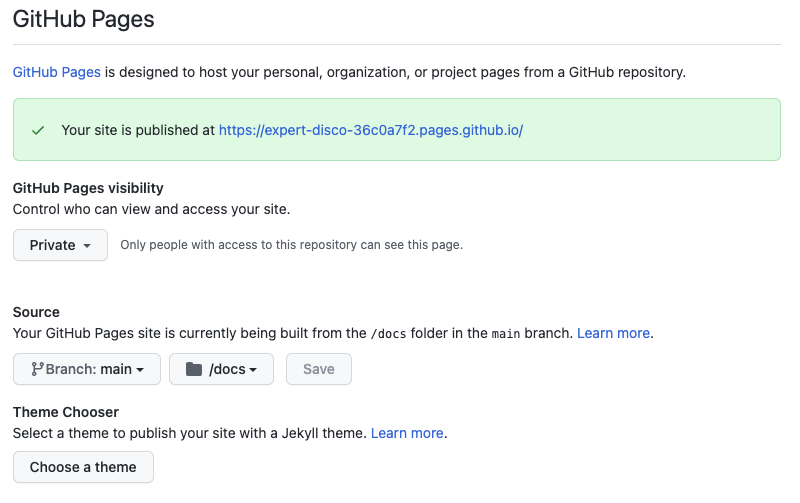 GitHub Pages
GitHub Pages is designed to host your personal, organization, or project pages from a GitHub repository.
Your site is published at https://expert-disco-36c0a7f2.pages.github.io/
GitHub Pages visibility
Control who can view and access your site.
Private Only people with access to this repository can see this page.
Source
Your GitHub Pages site is currently being built from the /docs folder in the main branch. Learn more.
Branch: main /docs Save
Theme Chooser
Select a theme to publish your site with a Jekyll theme. Learn more.
Choose a theme